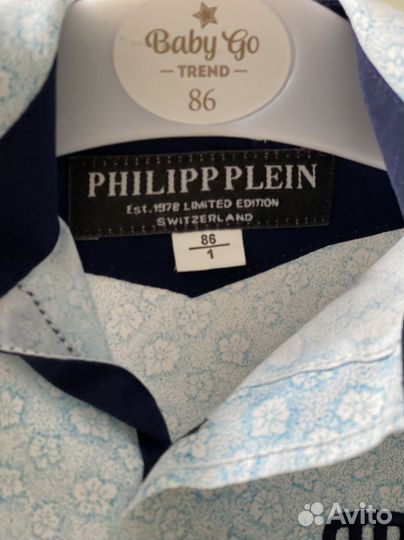 Baby Go
— TREND —
86
PHILIPP PLEIN
Est. 1978 LIMITED EDITION
SWITZERLAND
86
1
Avito